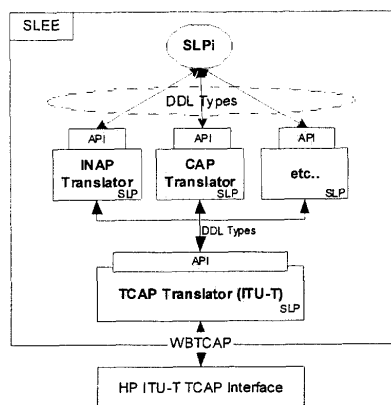 SLEE
SLPi
DDL Types
API
API
API
INAP
Translator
SLP
CAP
Translator
SLP
etc..
SLP
DDL Types
API
TCAP Translator (ITU-T)
SLP
WBTCAP
HP ITU-T TCAP Interface